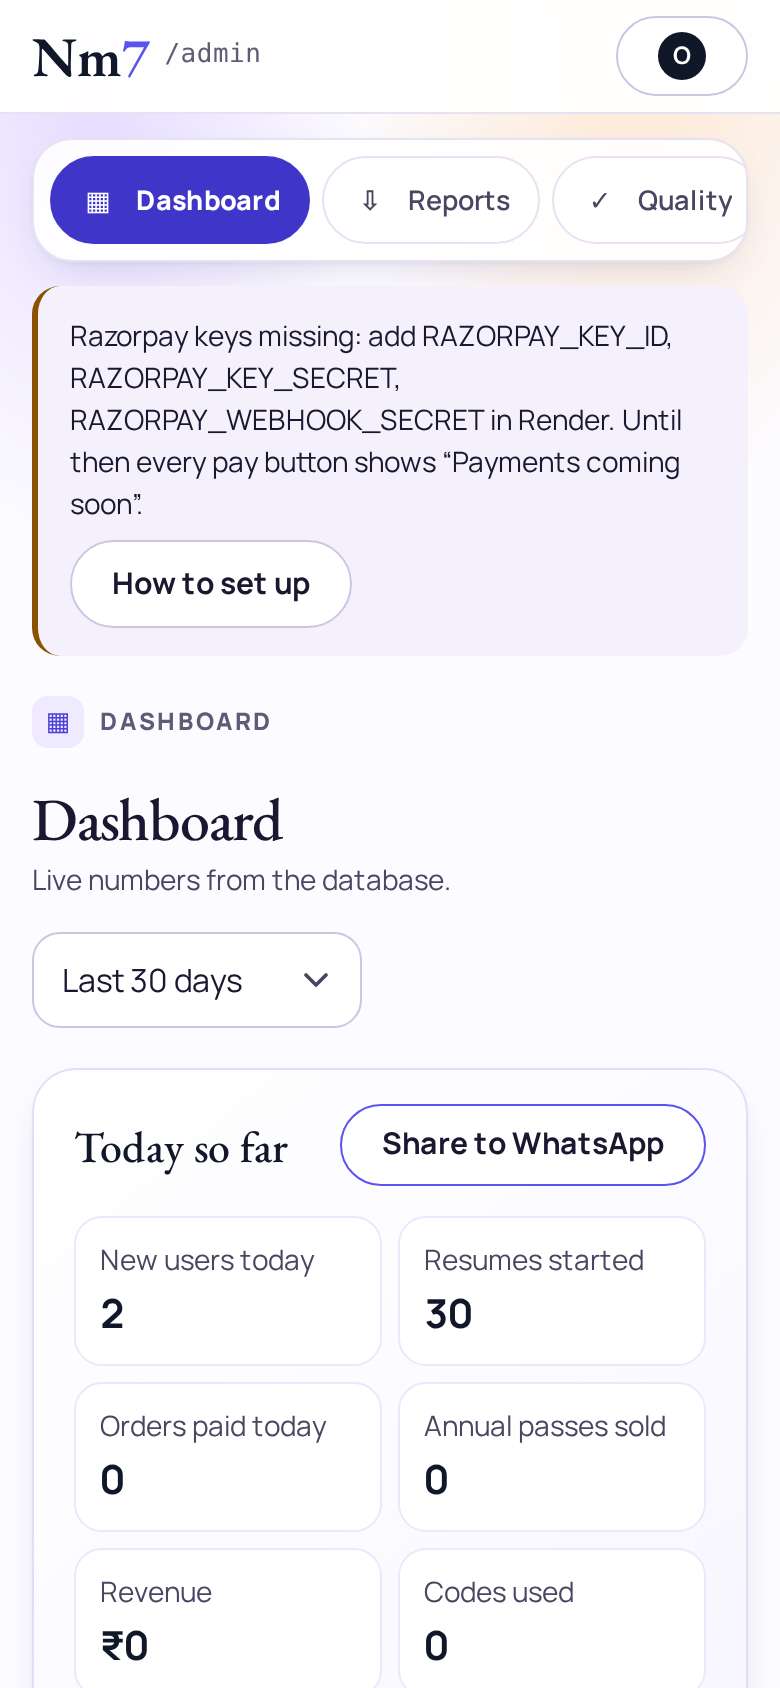 Nm7 /admin
O
Dashboard
Reports
Quality
Razorpay keys missing: add RAZORPAY_KEY_ID,
RAZORPAY_KEY_SECRET,
RAZORPAY_WEBHOOK_SECRET in Render. Until
then every pay button shows “Payments coming
soon”.
How to set up
DASHBOARD
Dashboard
Live numbers from the database.
Last 30 days
Today so far
Share to WhatsApp
New users today
2
Resumes started
30
Orders paid today
0
Annual passes sold
0
Revenue
₹0
Codes used
0